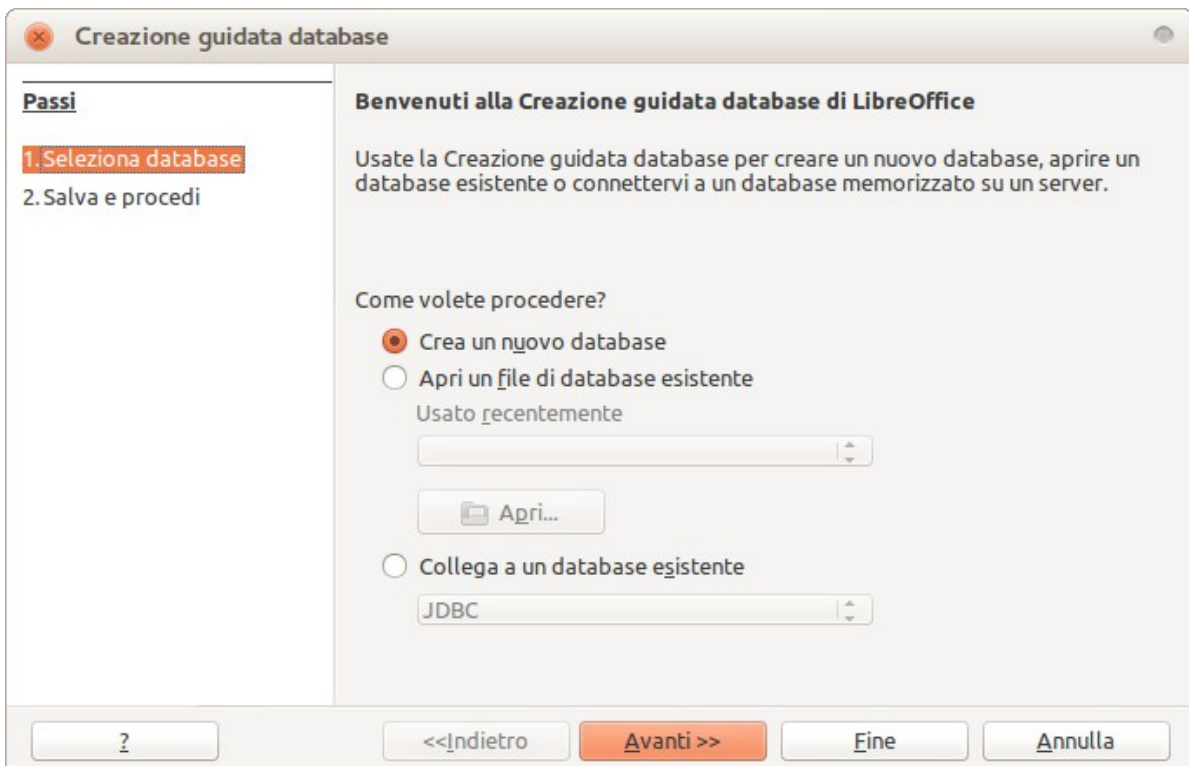 Creazione guidata database
Passi
1. Seleziona database
2. Salva e procedi
Benvenuti alla Creazione guidata database di LibreOffice
Usate la Creazione guidata database per creare un nuovo database, aprire un
database esistente o connettervi a un database memorizzato su un server.
Come volete procedere?
Crea un nuovo database
Apri un file di database esistente
Usato recentemente
Apri...
Collega a un database esistente
JDBC
?
<<Indietro
Avanti >>
Fine
Annulla